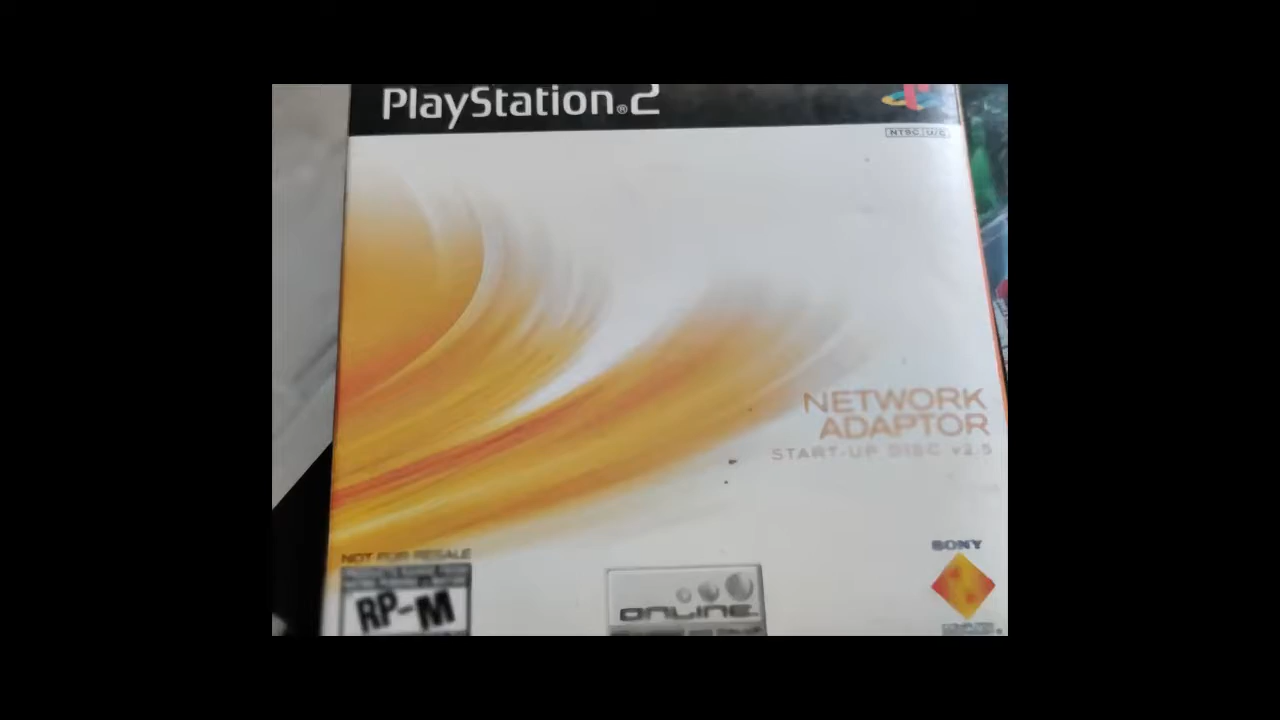 PlayStation®2
NTSC U/C
NETWORK
ADAPTOR
START-UP DISC v2.5
SONY
NOT FOR RESALE
RP-M
ONLINE